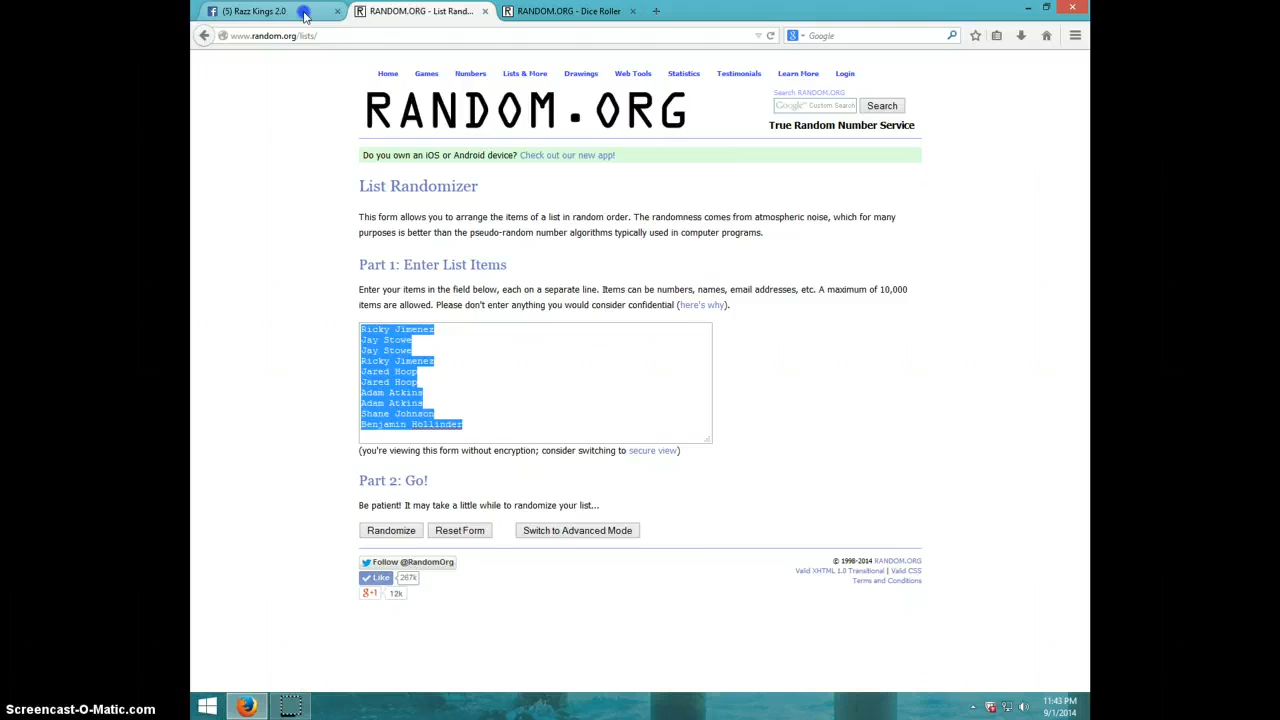 (5) Razz Kings 2.0
RANDOM.ORG - List Rand...
RANDOM.ORG - Dice Roller
www.random.org/lists/
Google
Home Games Numbers Lists & More Drawings Web Tools Statistics Testimonials Learn More Login
RANDOM.ORG
Search RANDOM.ORG
Google™ Custom Search
Search
True Random Number Service
Do you own an iOS or Android device? Check out our new app!
List Randomizer
This form allows you to arrange the items of a list in random order. The randomness comes from atmospheric noise, which for many
purposes is better than the pseudo-random number algorithms typically used in computer programs.
Part 1: Enter List Items
Enter your items in the field below, each on a separate line. Items can be numbers, names, email addresses, etc. A maximum of 10,000
items are allowed. Please don't enter anything you would consider confidential (here's why).
Ricky Jimenez
Jay Stowe
Jay Stowe
Ricky Jimenez
Jared Hoop
Jared Hoop
Adam Atkins
Adam Atkins
Shane Johnson
Benjamin Hollinder
(you're viewing this form without encryption; consider switching to secure view)
Part 2: Go!
Be patient! It may take a little while to randomize your list...
Randomize
Reset Form
Switch to Advanced Mode
Follow @RandomOrg
Like 267k
g+1 12k
© 1998-2014 RANDOM.ORG
Valid XHTML 1.0 Transitional | Valid CSS
Terms and Conditions
11:43 PM
9/1/2014
Screencast-O-Matic.com